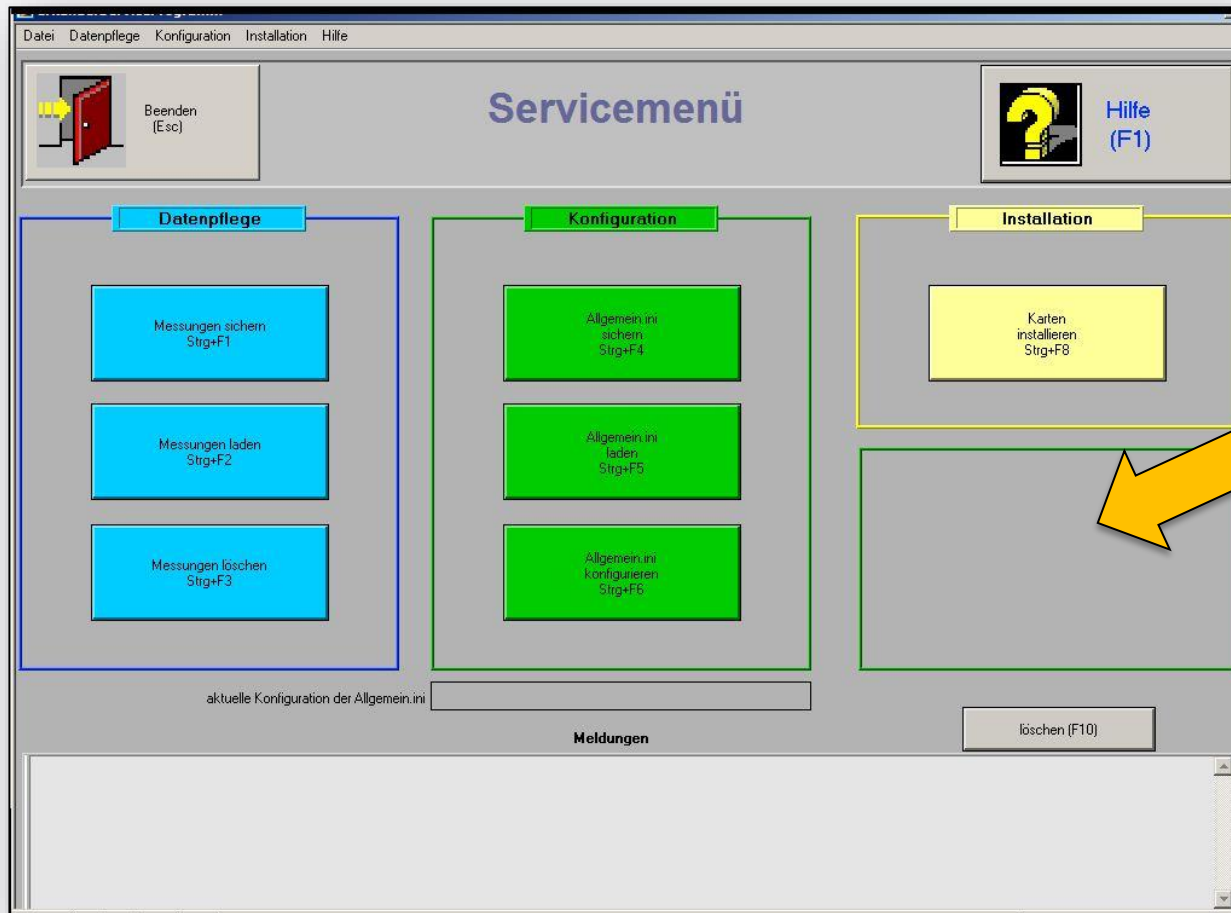 Datei Datenpflege Konfiguration Installation Hilfe
Beenden
(Esc)
Servicemenü
Hilfe
(F1)
Datenpflege
Konfiguration
Installation
Messungen sichern
Strg+F1
Messungen laden
Strg+F2
Messungen löschen
Strg+F3
Allgemein.ini
sichern
Strg+F4
Allgemein.ini
laden
Strg+F5
Allgemein.ini
konfigurieren
Strg+F6
Karten
installieren
Strg+F8
aktuelle Konfiguration der Allgemein.ini
Meldungen
löschen (F10)